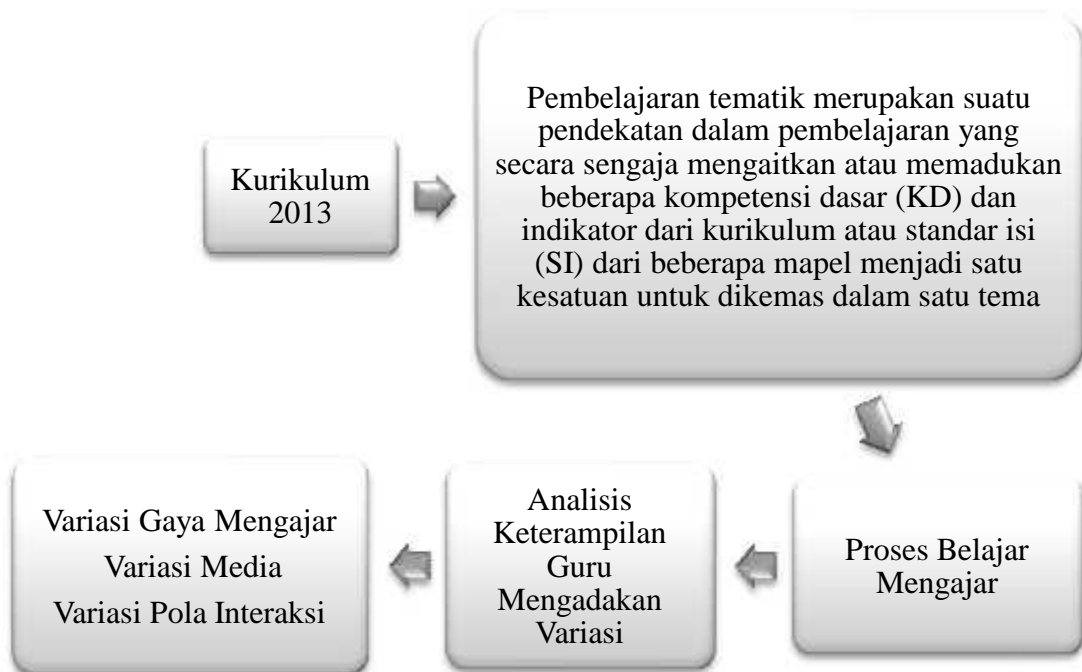 Kurikulum
2013
Pembelajaran tematik merupakan suatu
pendekatan dalam pembelajaran yang
secara sengaja mengaitkan atau memadukan
beberapa kompetensi dasar (KD) dan
indikator dari kurikulum atau standar isi
(SI) dari beberapa mapel menjadi satu
kesatuan untuk dikemas dalam satu tema
Proses Belajar
Mengajar
Analisis
Keterampilan
Guru
Mengadakan
Variasi
Variasi Gaya Mengajar
Variasi Media
Variasi Pola Interaksi